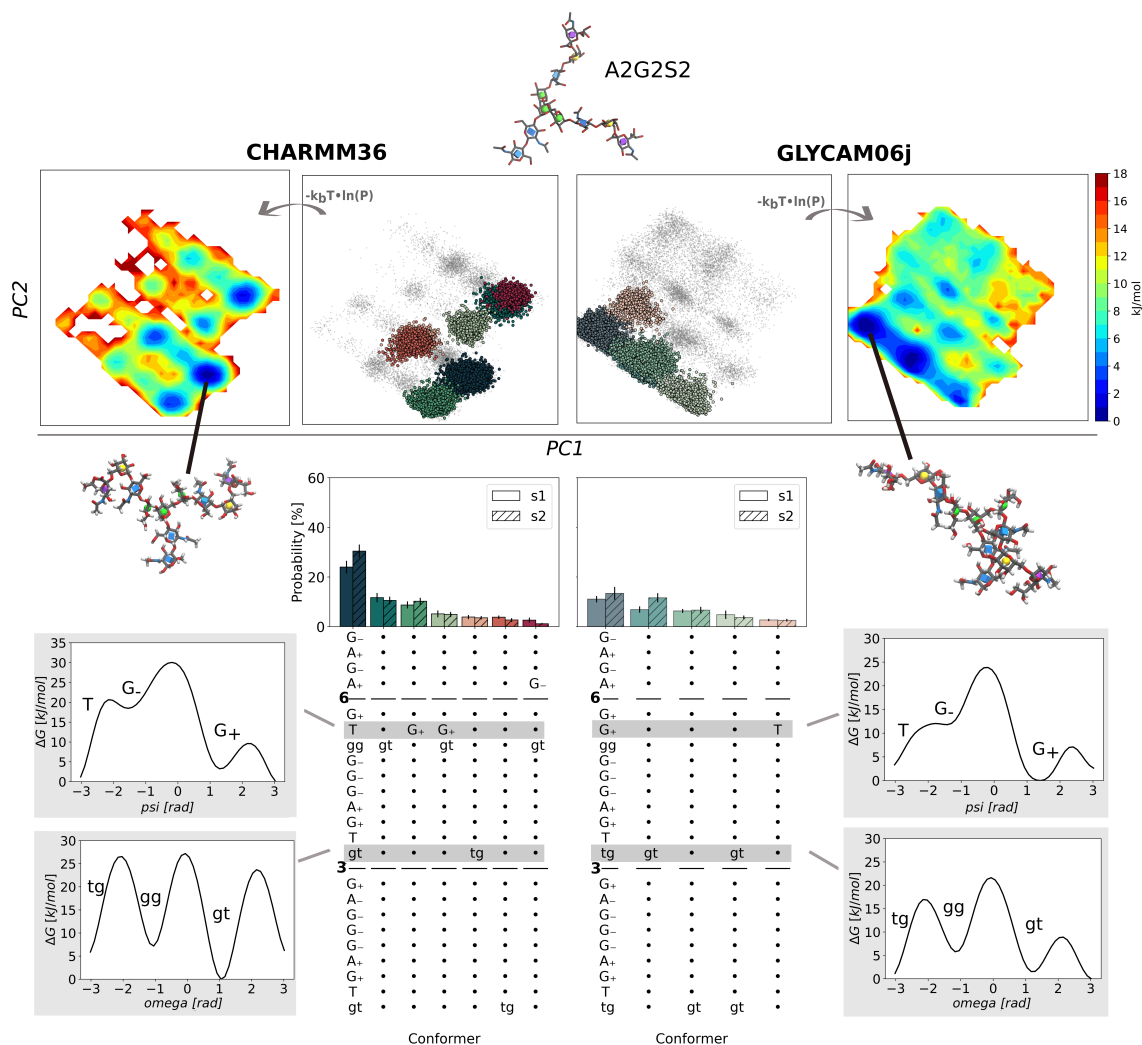 A2G2S2
CHARMM36
GLYCAM06j
-kbT•ln(P)
-kbT•ln(P)
PC2
PC1
18
16
14
12
10
8
6
4
2
0
kJ/mol
60
40
20
0
Probability [%]
s1
s2
s1
s2
G₋ • • • • • •
A₊ • • • • • •
G₋ • • • • • •
A₊ • • • • • G₋
6
G₊ • • • • • •
T • G₊ G₊ • • •
gg gt • gt • • gt
G₋ • • • • • •
G₋ • • • • • •
G₋ • • • • • •
A₊ • • • • • •
G₊ • • • • • •
T • • • • • •
gt • • • tg • •
3
G₊ • • • • • •
A₋ • • • • • •
G₋ • • • • • •
G₋ • • • • • •
G₋ • • • • • •
A₊ • • • • • •
G₊ • • • • • •
T • • • • • •
gt • • • • tg •
Conformer
G₋ • • • •
A₊ • • • •
G₋ • • • •
A₊ • • • •
6
G₊ • • • •
G₊ • • • T
gg • • • •
G₋ • • • •
G₋ • • • •
G₋ • • • •
A₊ • • • •
G₊ • • • •
T • • • •
tg gt • gt •
3
G₊ • • • •
A₋ • • • •
G₋ • • • •
G₋ • • • •
G₋ • • • •
A₊ • • • •
G₊ • • • •
T • • • •
tg • gt gt •
Conformer
35
30
25
20
15
10
5
0
ΔG [kJ/mol]
T
G-
G+
−3 −2 −1 0 1 2 3
psi [rad]
30
25
20
15
10
5
0
ΔG [kJ/mol]
tg
gg
gt
−3 −2 −1 0 1 2 3
omega [rad]
30
25
20
15
10
5
0
ΔG [kJ/mol]
T
G-
G+
−3 −2 −1 0 1 2 3
psi [rad]
30
25
20
15
10
5
0
ΔG [kJ/mol]
tg
gg
gt
−3 −2 −1 0 1 2 3
omega [rad]